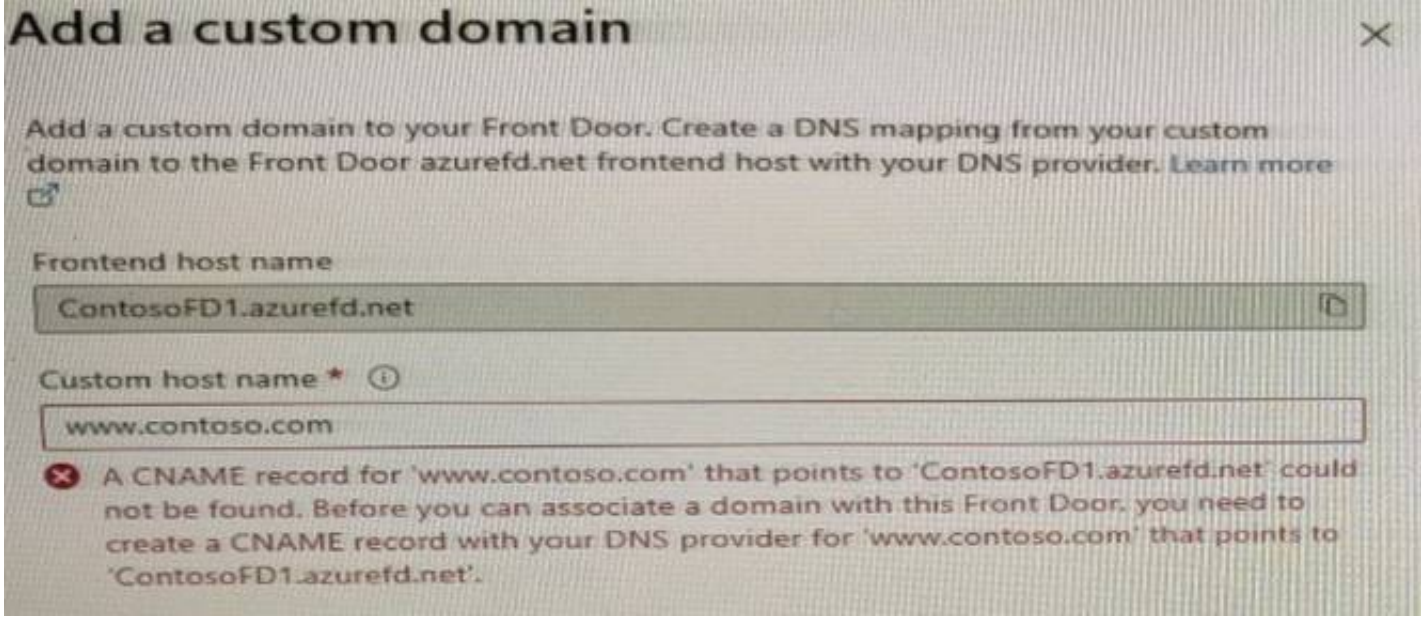 Add a custom domain
Add a custom domain to your Front Door. Create a DNS mapping from your custom
domain to the Front Door azurefd.net frontend host with your DNS provider. Learn more
Frontend host name
ContosoFD1.azurefd.net
Custom host name *
www.contoso.com
A CNAME record for 'www.contoso.com' that points to 'ContosoFD1.azurefd.net' could
not be found. Before you can associate a domain with this Front Door, you need to
create a CNAME record with your DNS provider for 'www.contoso.com' that points to
'ContosoFD1.azurefd.net'.